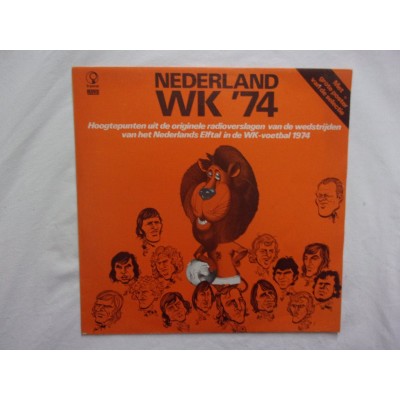 NEDERLAND
WK '74
Hoogtepunten uit de originele radioverslagen van de wedstrijden
van het Nederlands Elftal in de WK-voetbal 1974